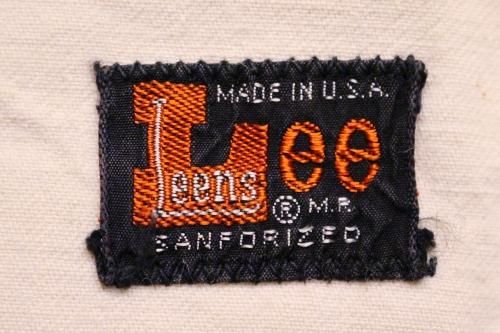 MADE IN U.S.A.
Lee
Leens
® M.R.
SANFORIZED